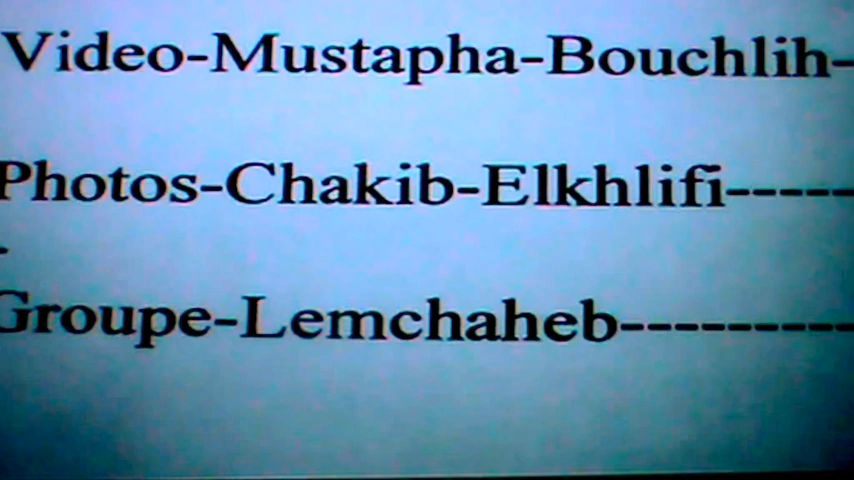 Video-Mustapha-Bouchlih-
Photos-Chakib-Elkhlifi-----
-
Groupe-Lemchaheb---------